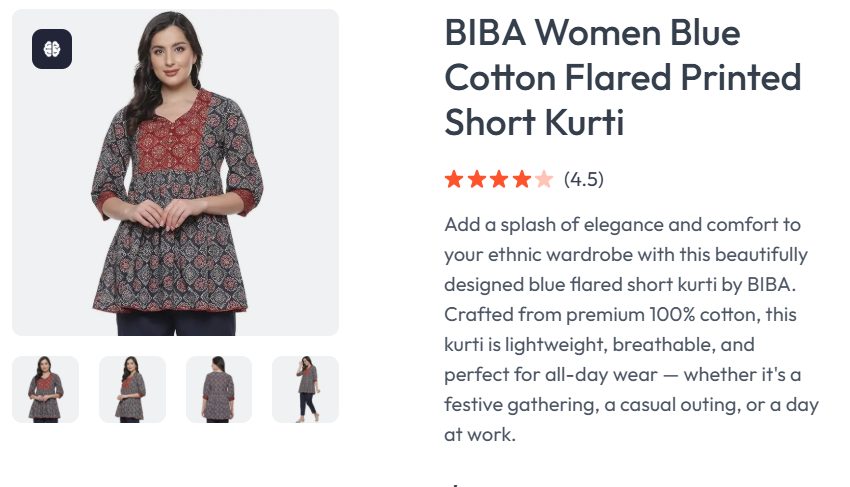 BIBA Women Blue
Cotton Flared Printed
Short Kurti
(4.5)
Add a splash of elegance and comfort to
your ethnic wardrobe with this beautifully
designed blue flared short kurti by BIBA.
Crafted from premium 100% cotton, this
kurti is lightweight, breathable, and
perfect for all-day wear — whether it's a
festive gathering, a casual outing, or a day
at work.